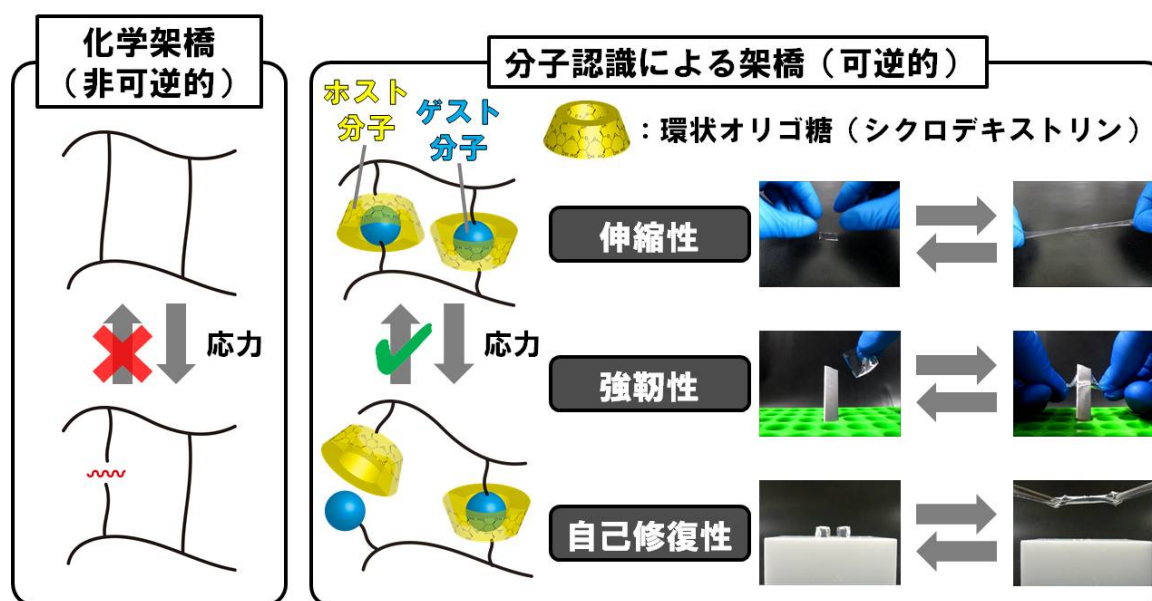 化学架橋
（非可逆的）
応力
分子認識による架橋（可逆的）
ホスト
分子
ゲスト
分子
：環状オリゴ糖（シクロデキストリン）
応力
伸縮性
強靭性
自己修復性